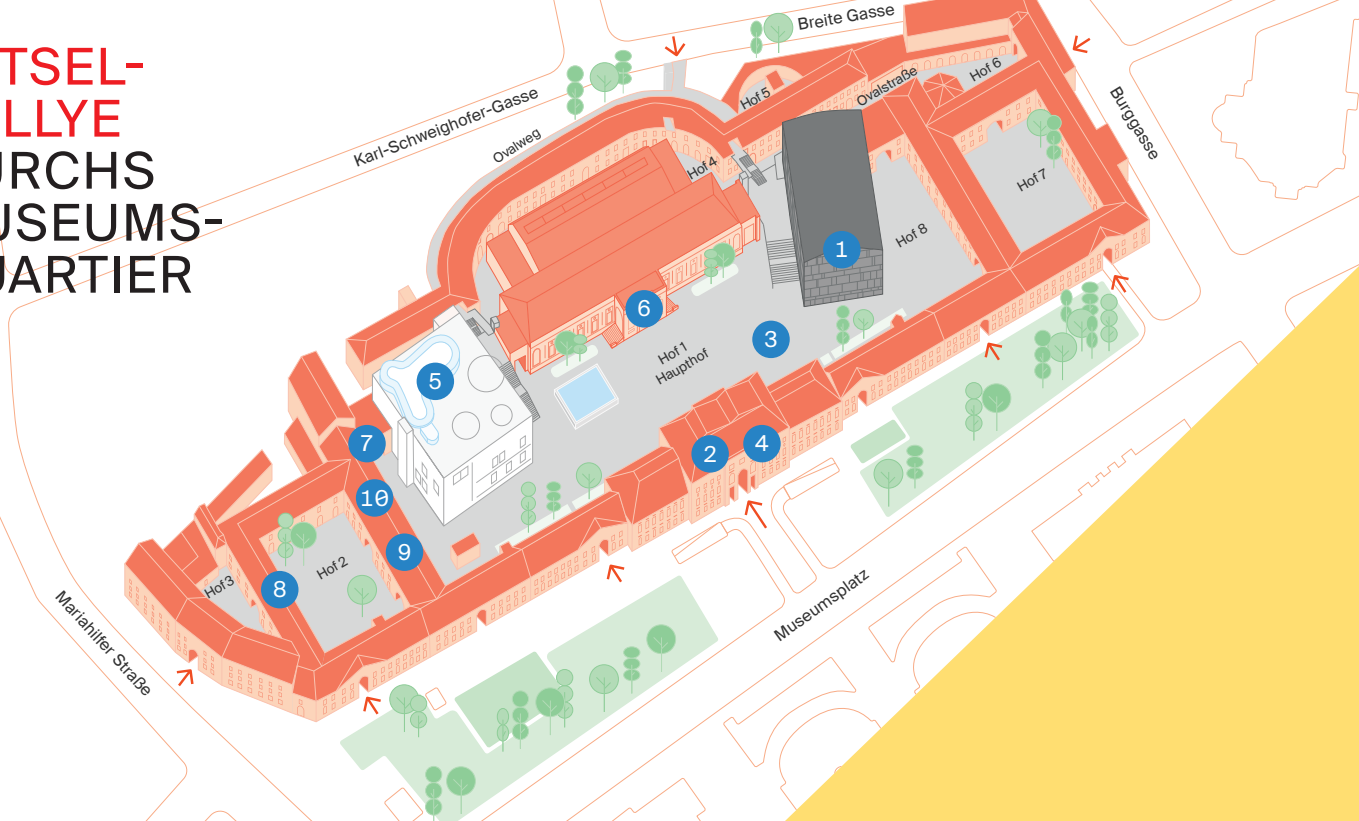 TSEL-
LLYE
URCHS
USEUMS-
UARTIER
Breite Gasse
Karl-Schweighofer-Gasse
Ovalweg
Burggasse
Ovalstraße
Hof 6
Hof 5
Hof 4
Hof 7
Hof 8
1
6
3
Hof 1
Haupthof
5
7
2
4
10
9
Hof 2
8
Hof 3
Museumsplatz
Mariahilfer Straße